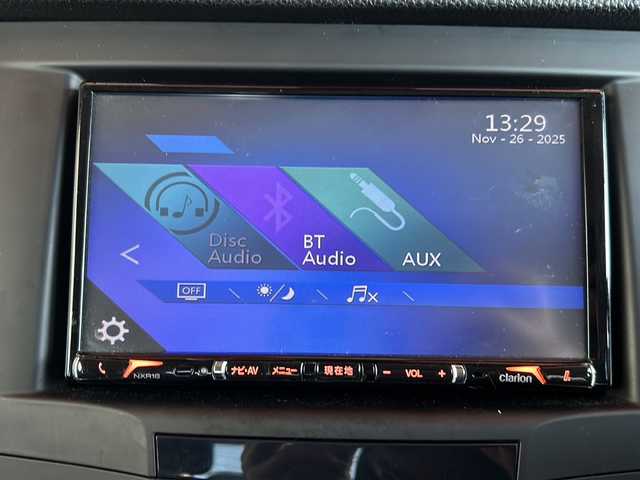 13:29
Nov - 26 - 2025
Disc
Audio
BT
Audio
AUX
OFF
NXR16
ナビ・AV
メニュー
現在地
− VOL +
clarion